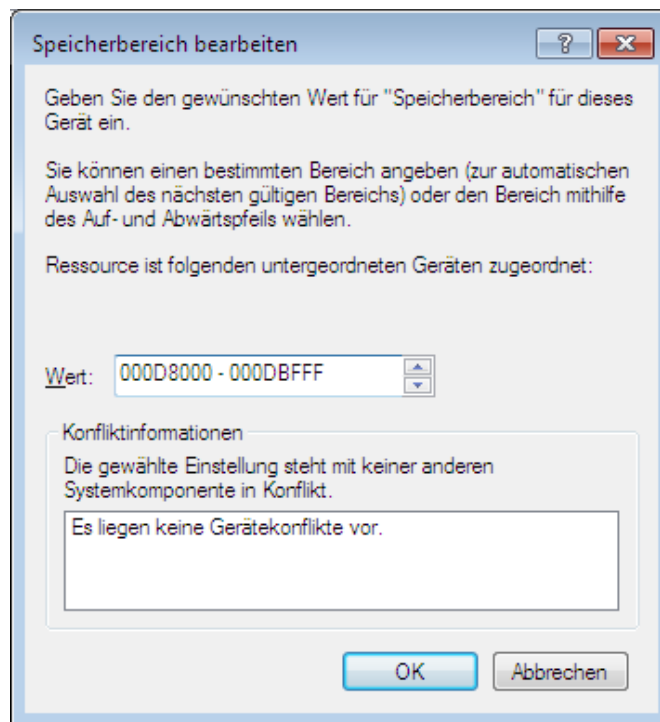 Speicherbereich bearbeiten
Geben Sie den gewünschten Wert für "Speicherbereich" für dieses
Gerät ein.
Sie können einen bestimmten Bereich angeben (zur automatischen
Auswahl des nächsten gültigen Bereichs) oder den Bereich mithilfe
des Auf- und Abwärtspfeils wählen.
Ressource ist folgenden untergeordneten Geräten zugeordnet:
Wert: 000D8000 - 000DBFFF
Konfliktinformationen
Die gewählte Einstellung steht mit keiner anderen
Systemkomponente in Konflikt.
Es liegen keine Gerätekonflikte vor.
OK Abbrechen